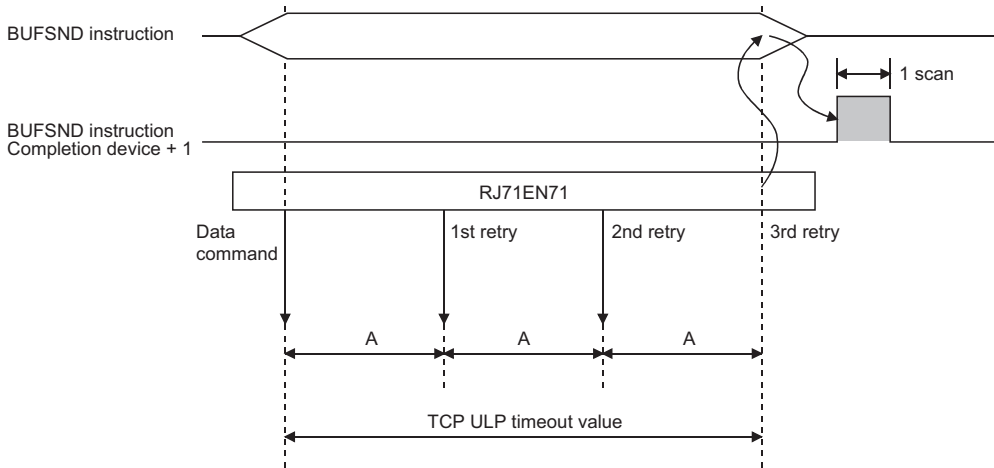 BUFSND instruction
1 scan
BUFSND instruction
Completion device + 1
RJ71EN71
Data
command
1st retry
2nd retry
3rd retry
A
A
A
TCP ULP timeout value